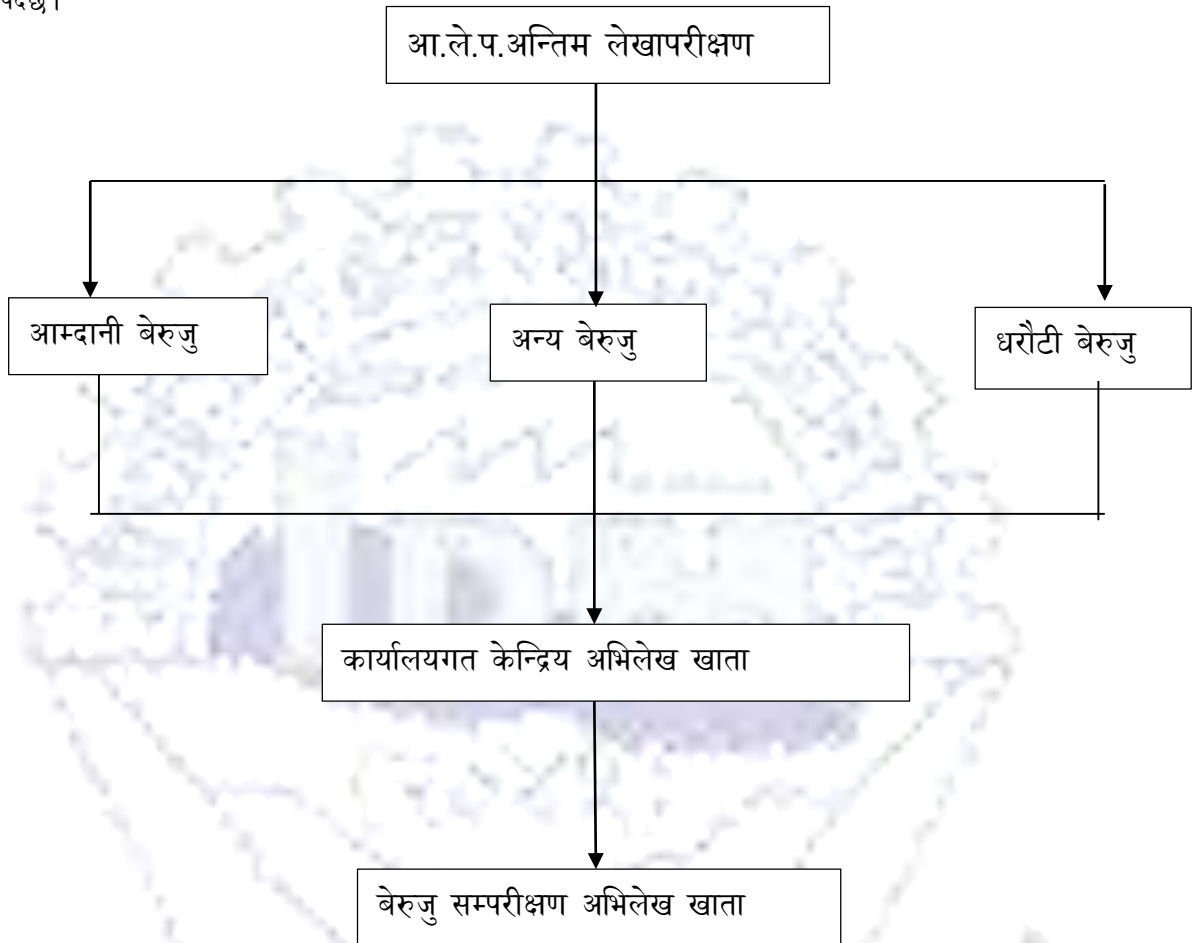 आ.ले.प.अन्तिम लेखापरीक्षण
आम्दानी बेरुजु
अन्य बेरुजु
धरौटी बेरुजु
कार्यालयगत केन्द्रिय अभिलेख खाता
बेरुजु सम्परीक्षण अभिलेख खाता